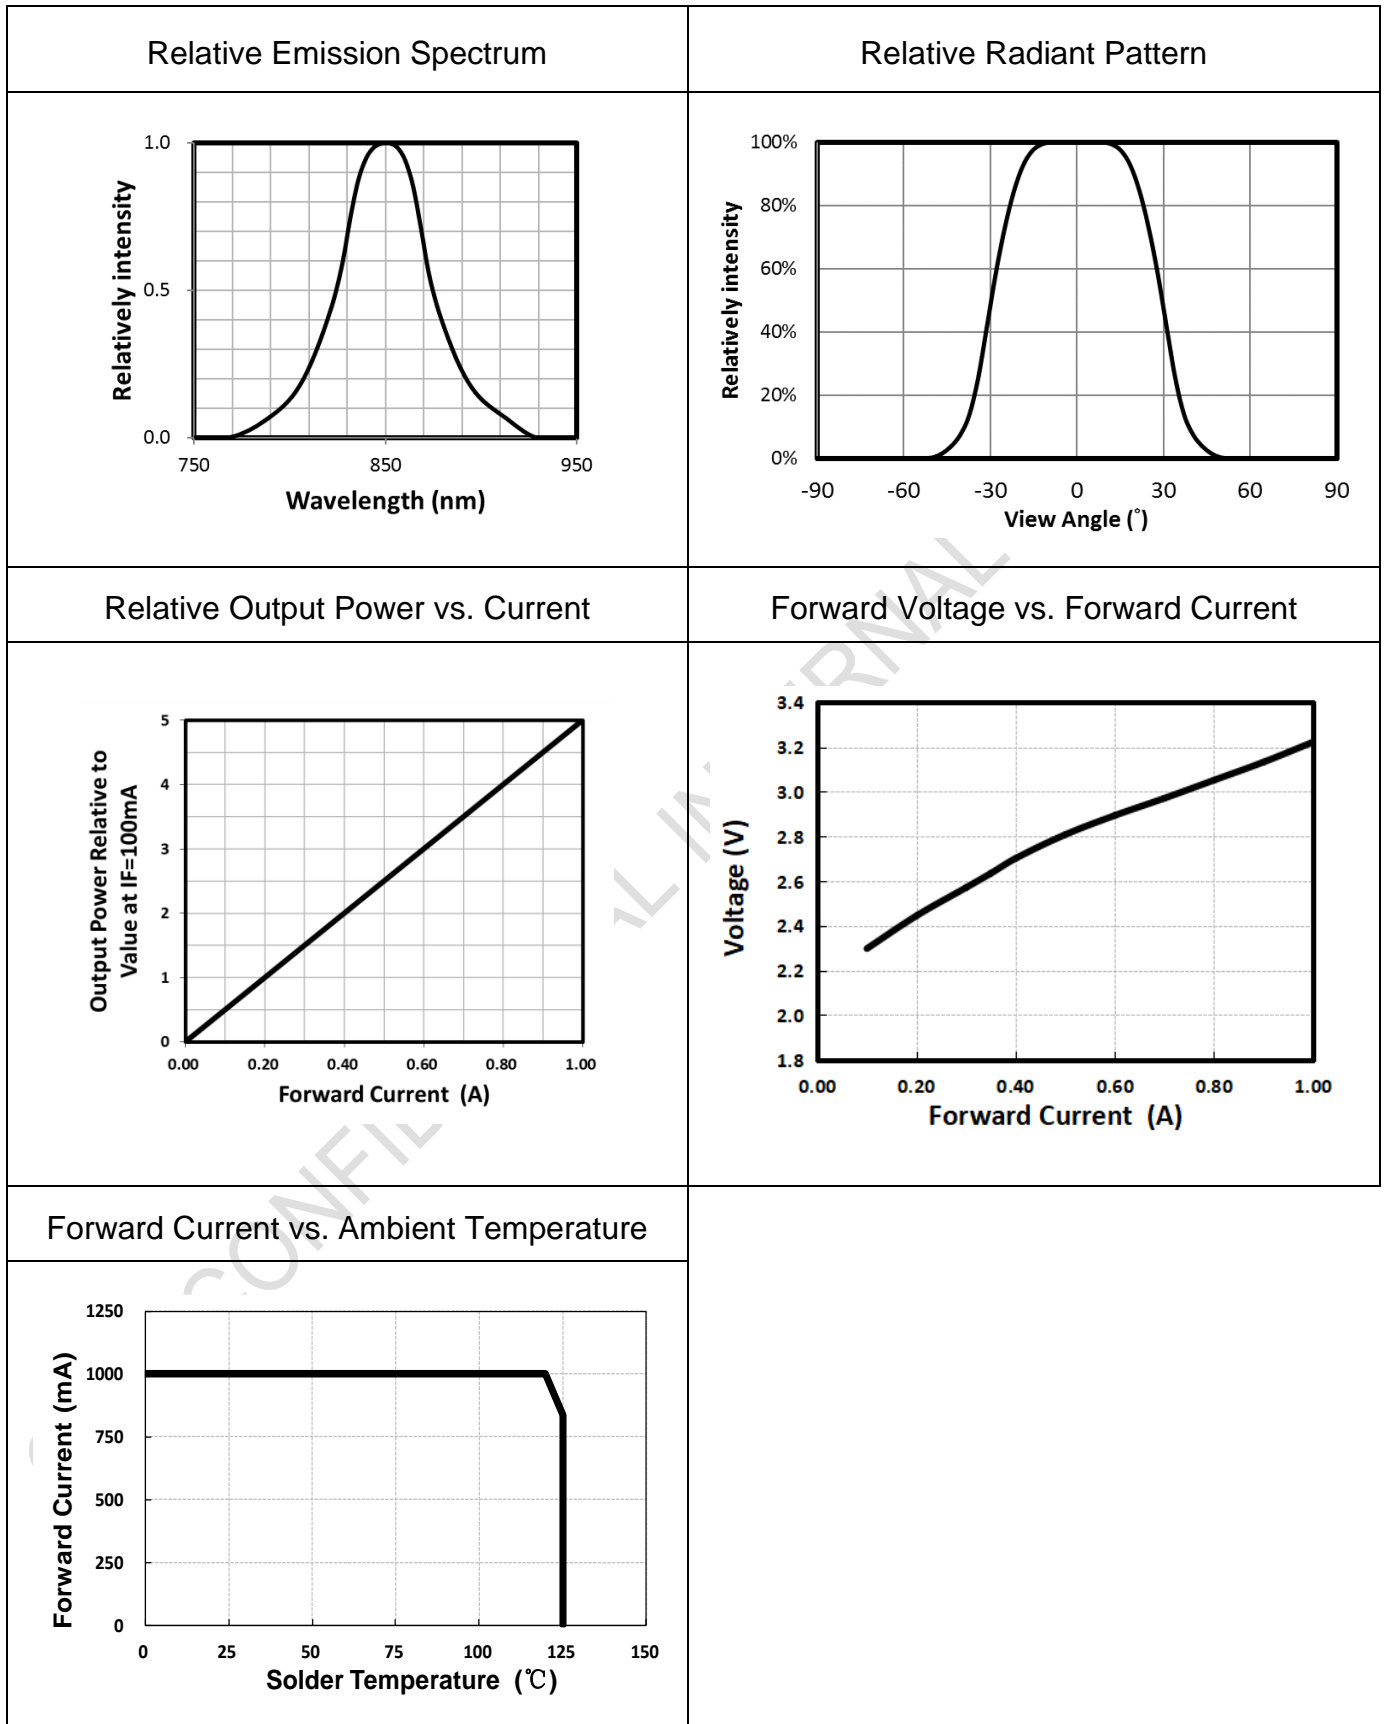 Relative Emission Spectrum
Relative Radiant Pattern
1.0
0.5
0.0
Relatively intensity
750 850 950
Wavelength (nm)
100%
80%
60%
40%
20%
0%
Relatively intensity
-90 -60 -30 0 30 60 90
View Angle (°)
Relative Output Power vs. Current
Forward Voltage vs. Forward Current
5
4
3
2
1
0
Output Power Relative to
Value at IF=100mA
0.00 0.20 0.40 0.60 0.80 1.00
Forward Current (A)
3.4
3.2
3.0
2.8
2.6
2.4
2.2
2.0
1.8
Voltage (V)
0.00 0.20 0.40 0.60 0.80 1.00
Forward Current (A)
Forward Current vs. Ambient Temperature
1250
1000
750
500
250
0
Forward Current (mA)
0 25 50 75 100 125 150
Solder Temperature (℃)